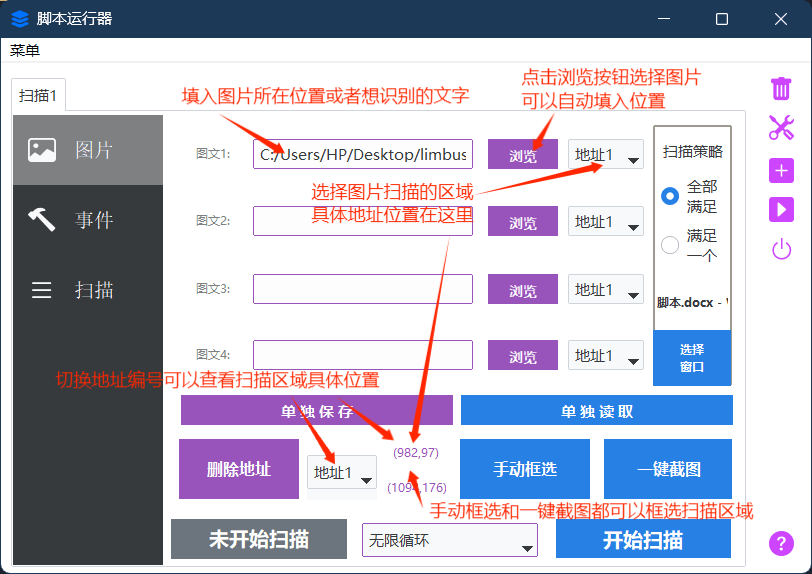 脚本运行器
菜单
扫描1
填入图片所在位置或者想识别的文字
点击浏览按钮选择图片
可以自动填入位置
图片
图文1:
C:/Users/HP/Desktop/limbus
浏览
地址1
扫描策略
全部
满足
选择图片扫描的区域
具体地址位置在这里
事件
图文2:
浏览
地址1
满足
一个
扫描
图文3:
浏览
地址1
脚本.docx -
图文4:
浏览
地址1
选择
窗口
切换地址编号可以查看扫描区域具体位置
单独保存
单独读取
删除地址
地址1
(982,97)
(1094,176)
手动框选
一键截图
手动框选和一键截图都可以框选扫描区域
未开始扫描
无限循环
开始扫描